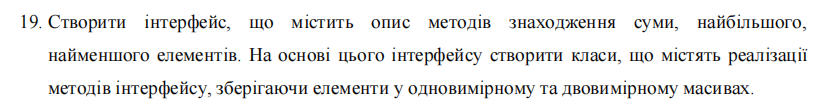 19. Створити інтерфейс, що містить опис методів знаходження суми, найбільшого,
найменшого елементів. На основі цього інтерфейсу створити класи, що містять реалізації
методів інтерфейсу, зберігаючи елементи у одновимірному та двовимірному масивах.